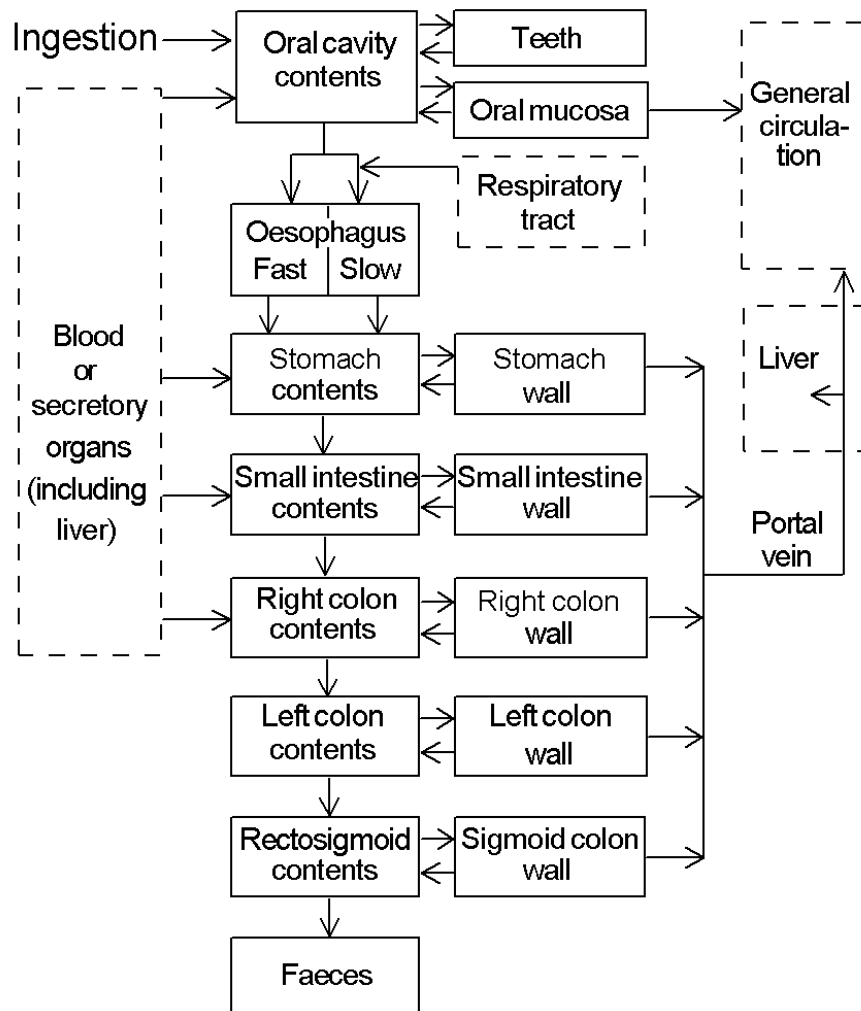 Ingestion
Oral cavity
contents
Teeth
Oral mucosa
General
circula-
tion
Respiratory
tract
Oesophagus
Fast
Slow
Blood
or
secretory
organs
(including
liver)
Stomach
contents
Stomach
wall
Liver
Small intestine
contents
Small intestine
wall
Portal
vein
Right colon
contents
Right colon
wall
Left colon
contents
Left colon
wall
Rectosigmoid
contents
Sigmoid colon
wall
Faeces